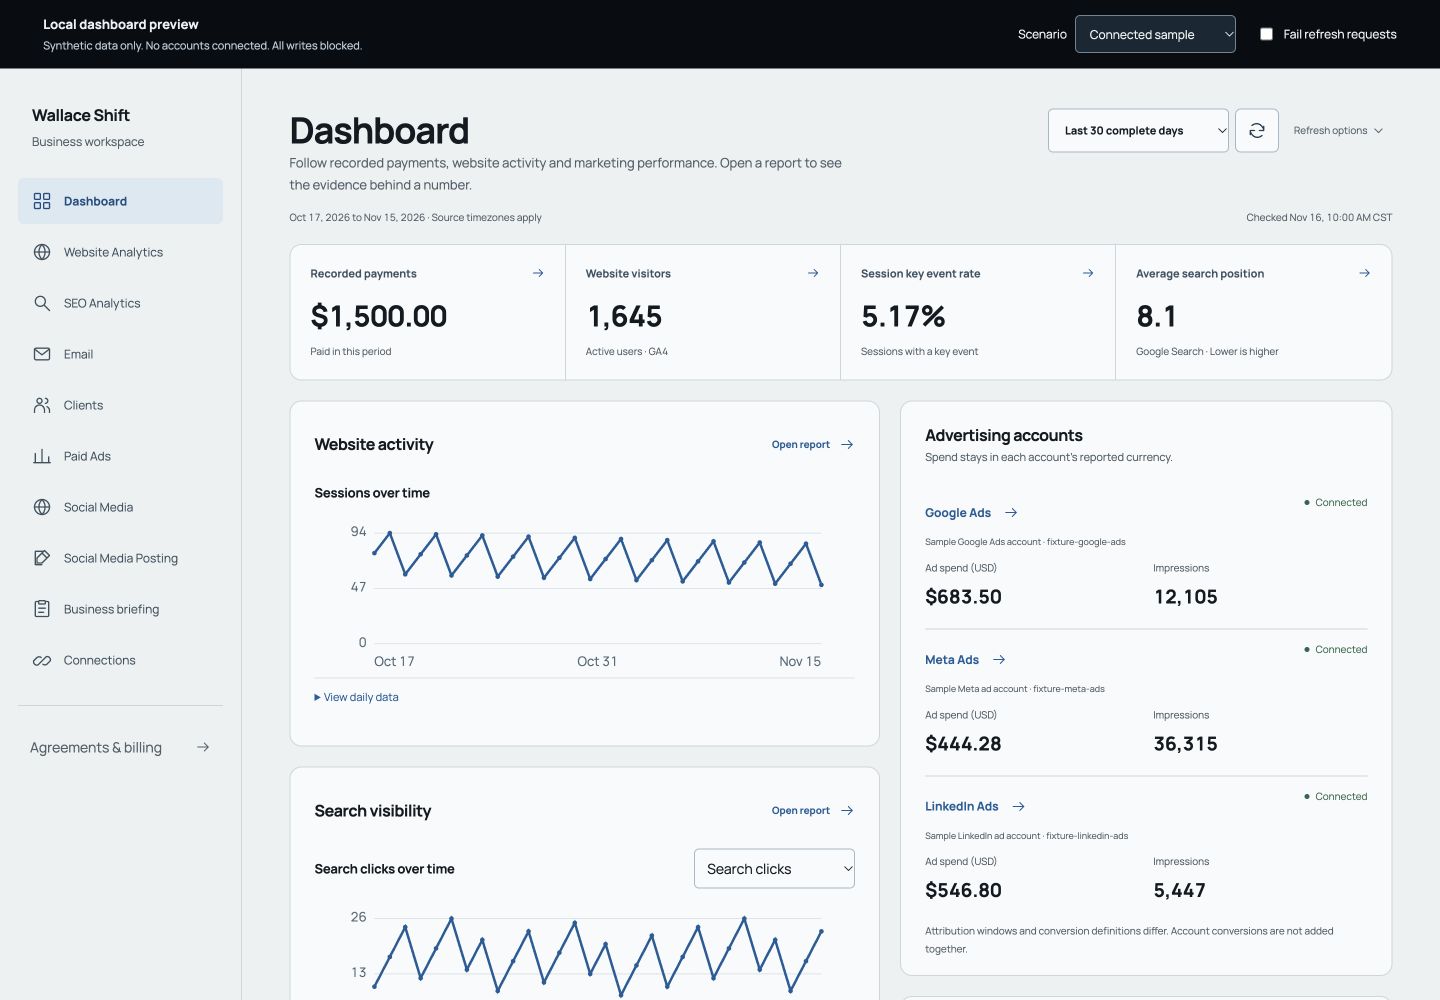 Local dashboard preview
Synthetic data only. No accounts connected. All writes blocked.
Scenario
Connected sample
Fail refresh requests
Wallace Shift
Business workspace
Dashboard
Website Analytics
SEO Analytics
Email
Clients
Paid Ads
Social Media
Social Media Posting
Business briefing
Connections
Agreements & billing
Dashboard
Follow recorded payments, website activity and marketing performance. Open a report to see
the evidence behind a number.
Last 30 complete days
Refresh options
Oct 17, 2026 to Nov 15, 2026 · Source timezones apply
Checked Nov 16, 10:00 AM CST
Recorded payments
$1,500.00
Paid in this period
Website visitors
1,645
Active users · GA4
Session key event rate
5.17%
Sessions with a key event
Average search position
8.1
Google Search · Lower is higher
Website activity
Open report
Sessions over time
94
47
0
Oct 17
Oct 31
Nov 15
View daily data
Search visibility
Open report
Search clicks over time
Search clicks
26
13
Advertising accounts
Spend stays in each account's reported currency.
Connected
Google Ads
Sample Google Ads account · fixture-google-ads
Ad spend (USD)
Impressions
$683.50
12,105
Connected
Meta Ads
Sample Meta ad account · fixture-meta-ads
Ad spend (USD)
Impressions
$444.28
36,315
Connected
LinkedIn Ads
Sample LinkedIn ad account · fixture-linkedin-ads
Ad spend (USD)
Impressions
$546.80
5,447
Attribution windows and conversion definitions differ. Account conversions are not added
together.